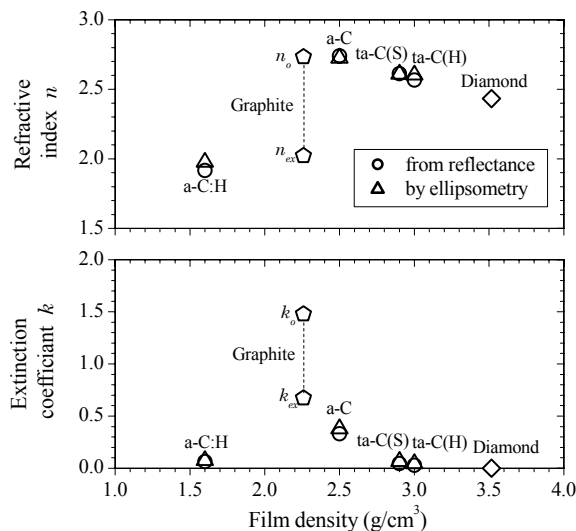 3.0
2.5
2.0
1.5
Refractive
index n
a-C
n_o
ta-C(S)
ta-C(H)
Diamond
Graphite
n_ex
a-C:H
from reflectance
by ellipsometry
2.0
1.5
1.0
0.5
0.0
Extinction
coefficiant k
k_o
Graphite
k_ex
a-C
a-C:H
ta-C(S)
ta-C(H)
Diamond
1.0 1.5 2.0 2.5 3.0 3.5 4.0
Film density (g/cm³)